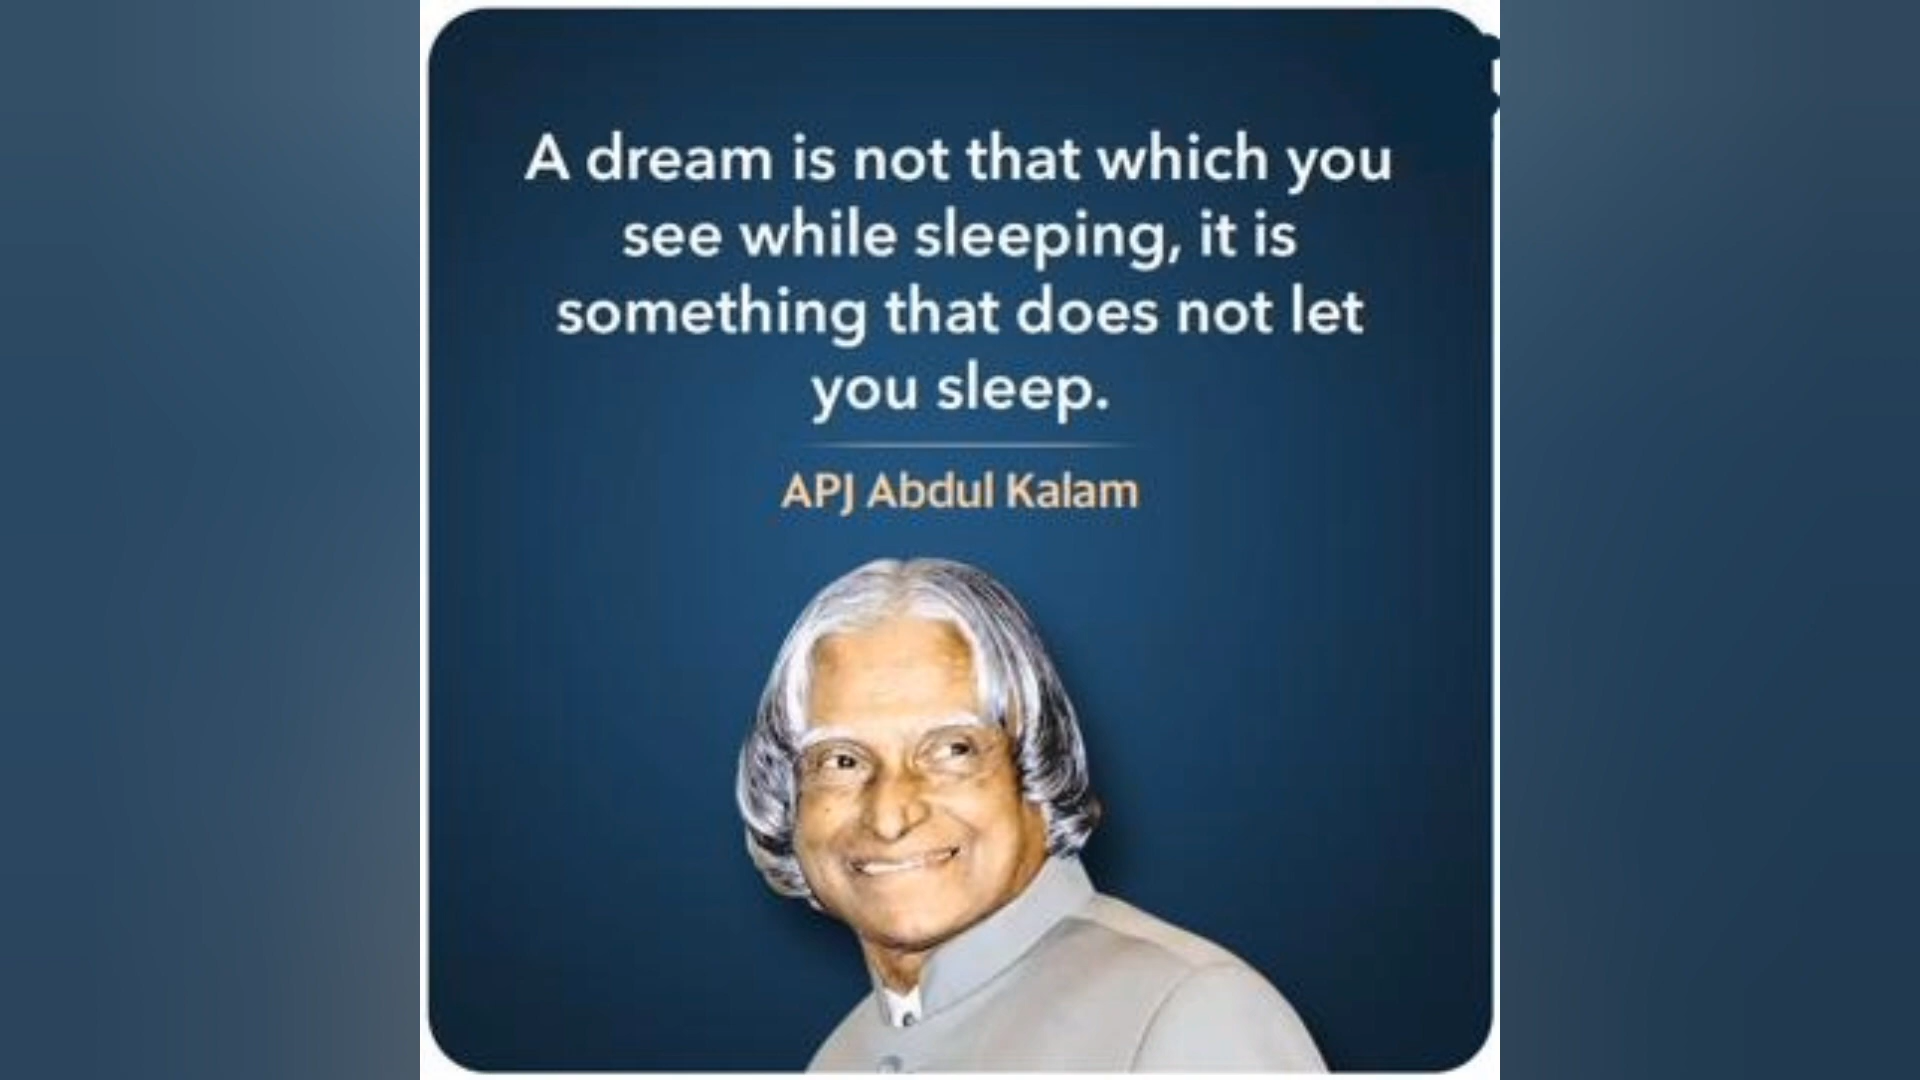 A dream is not that which you
see while sleeping, it is
something that does not let
you sleep.
APJ Abdul Kalam